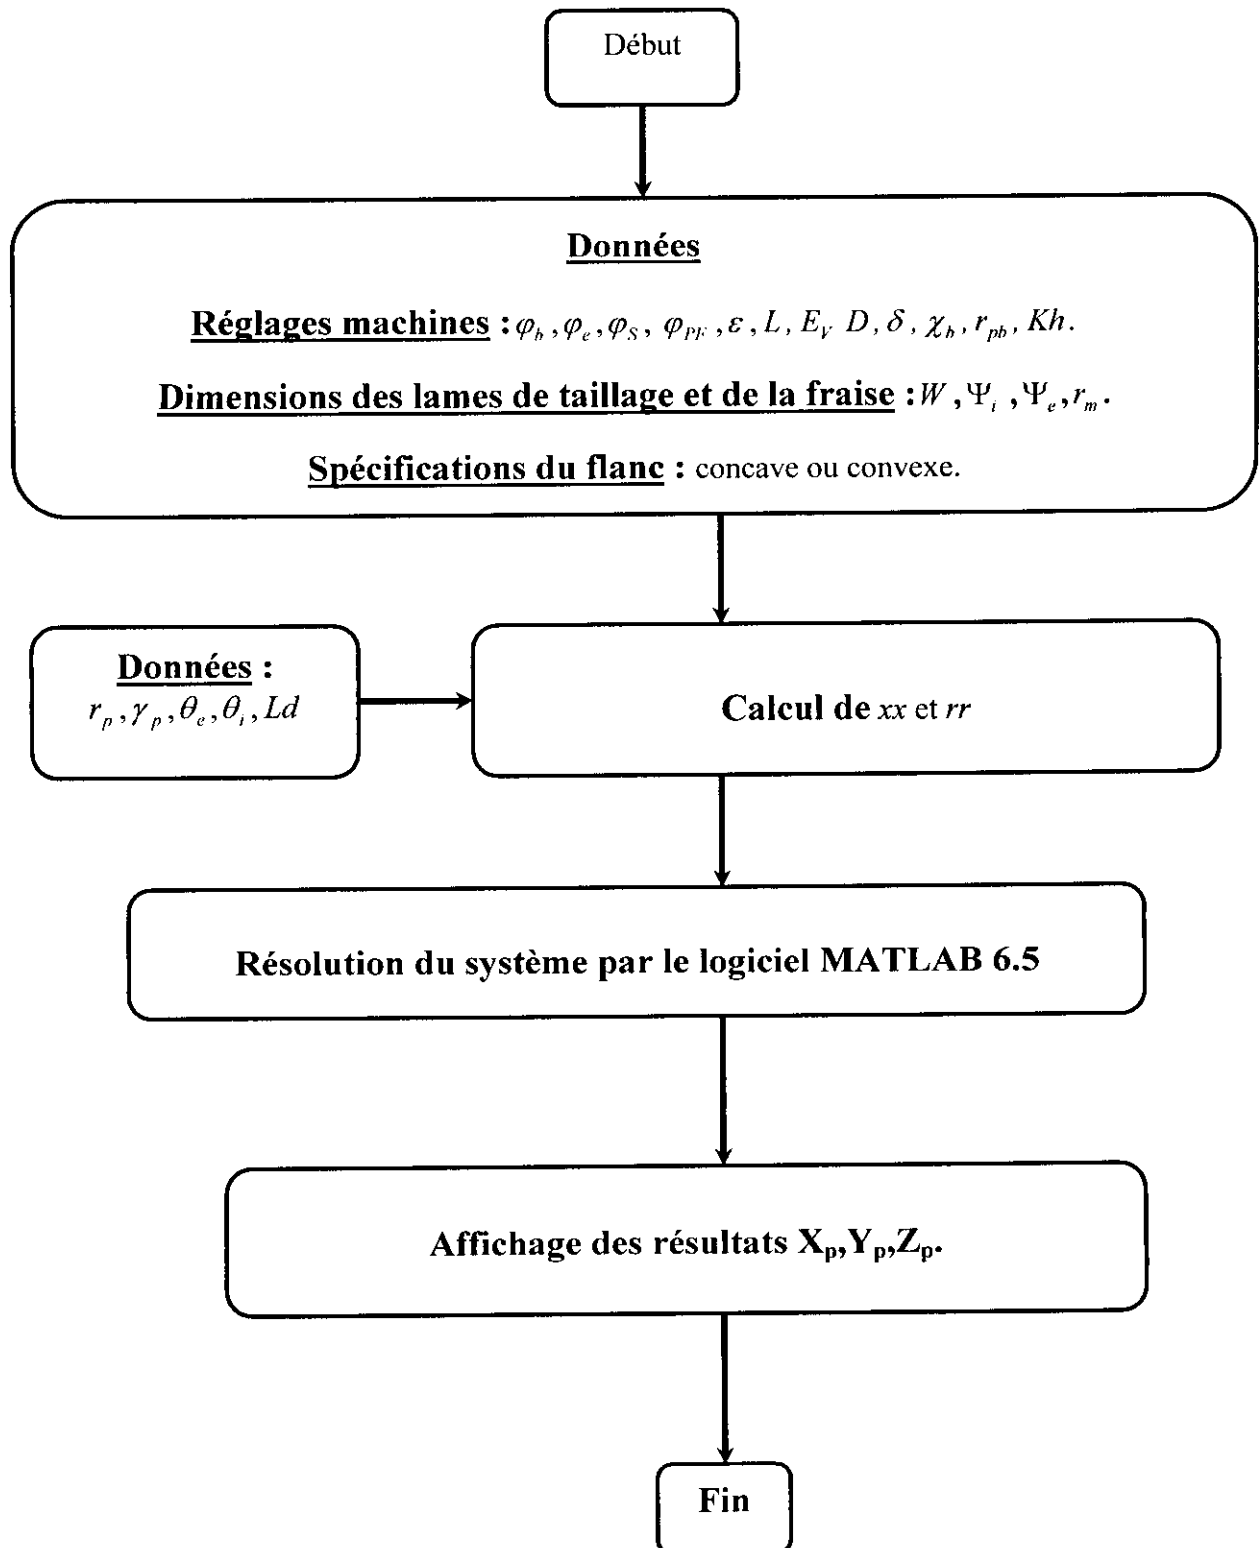 Début
Données
Réglages machines : φ_b, φ_e, φ_S, φ_PF, ε, L, E_V D, δ, χ_b, r_pb, Kh.
Dimensions des lames de taillage et de la fraise : W, Ψ_i, Ψ_e, r_m.
Spécifications du flanc : concave ou convexe.
Données :
r_p, γ_p, θ_e, θ_i, Ld
Calcul de xx et rr
Résolution du système par le logiciel MATLAB 6.5
Affichage des résultats X_p,Y_p,Z_p.
Fin